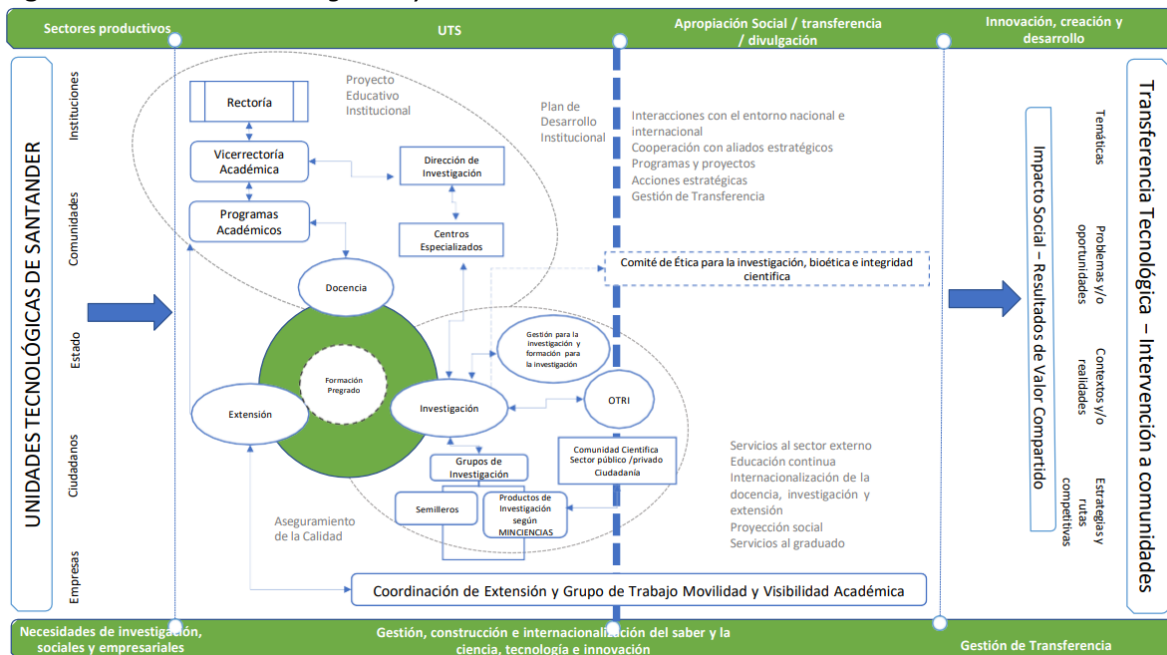 Sectores productivos
UTS
Apropiación Social / transferencia
/ divulgación
Innovación, creación y
desarrollo
UNIDADES TECNOLÓGICAS DE SANTANDER
Instituciones
Comunidades
Estado
Ciudadanos
Empresas
Rectoría
Vicerrectoría
Académica
Programas
Académicos
Proyecto
Educativo
Institucional
Dirección de
Investigación
Centros
Especializados
Plan de
Desarrollo
Institucional
Docencia
Formación
Pregrado
Extensión
Investigación
Gestión para la
investigación y
formación para
la investigación
OTRI
Grupos de
Investigación
Semilleros
Productos de
Investigación
según
MINCIENCIAS
Comunidad Científica
Sector público /privado
Ciudadanía
Aseguramiento
de la Calidad
Interacciones con el entorno nacional e
internacional
Cooperación con aliados estratégicos
Programas y proyectos
Acciones estratégicas
Gestión de Transferencia
Comité de Ética para la investigación, bioética e integridad
científica
Servicios al sector externo
Educación continua
Internacionalización de la
docencia, investigación y
extensión
Proyección social
Servicios al graduado
Coordinación de Extensión y Grupo de Trabajo Movilidad y Visibilidad Académica
Impacto Social – Resultados de Valor Compartido
Temáticas
Problemas y/o
oportunidades
Contextos y/o
realidades
Estrategias y
rutas
competitivas
Transferencia Tecnológica – Intervención a comunidades
Necesidades de investigación,
sociales y empresariales
Gestión, construcción e internacionalización del saber y la
ciencia, tecnología e innovación
Gestión de Transferencia